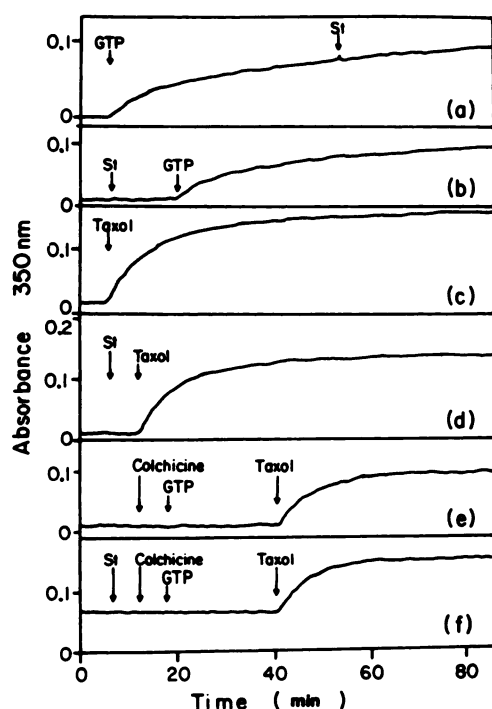 0.1
GTP
St
0
(a)
0.1
St
GTP
0
(b)
Taxol
0.1
0
(c)
0.2
St
Taxol
0.1
0
(d)
Colchicine
Taxol
0.1
GTP
0
(e)
St
Colchicine
Taxol
GTP
0.1
0
(f)
0 20 40 60 80
Time (min)
Absorbance 350nm